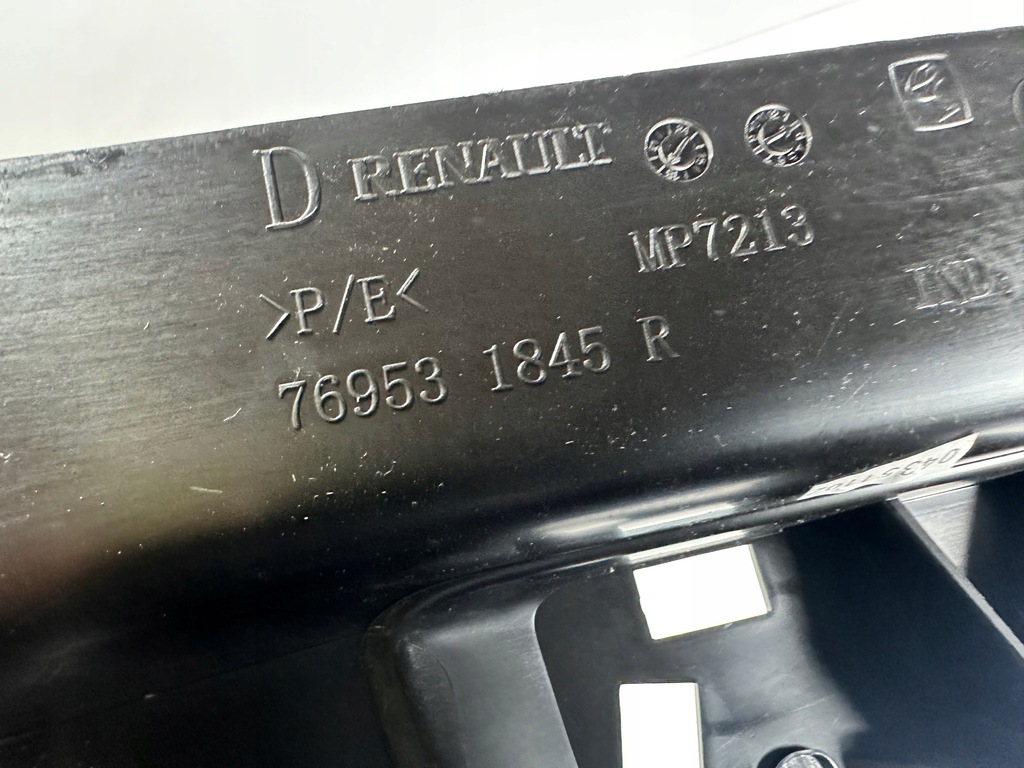 D RENAULT
MP7213
>P/E<
76953 1845 R